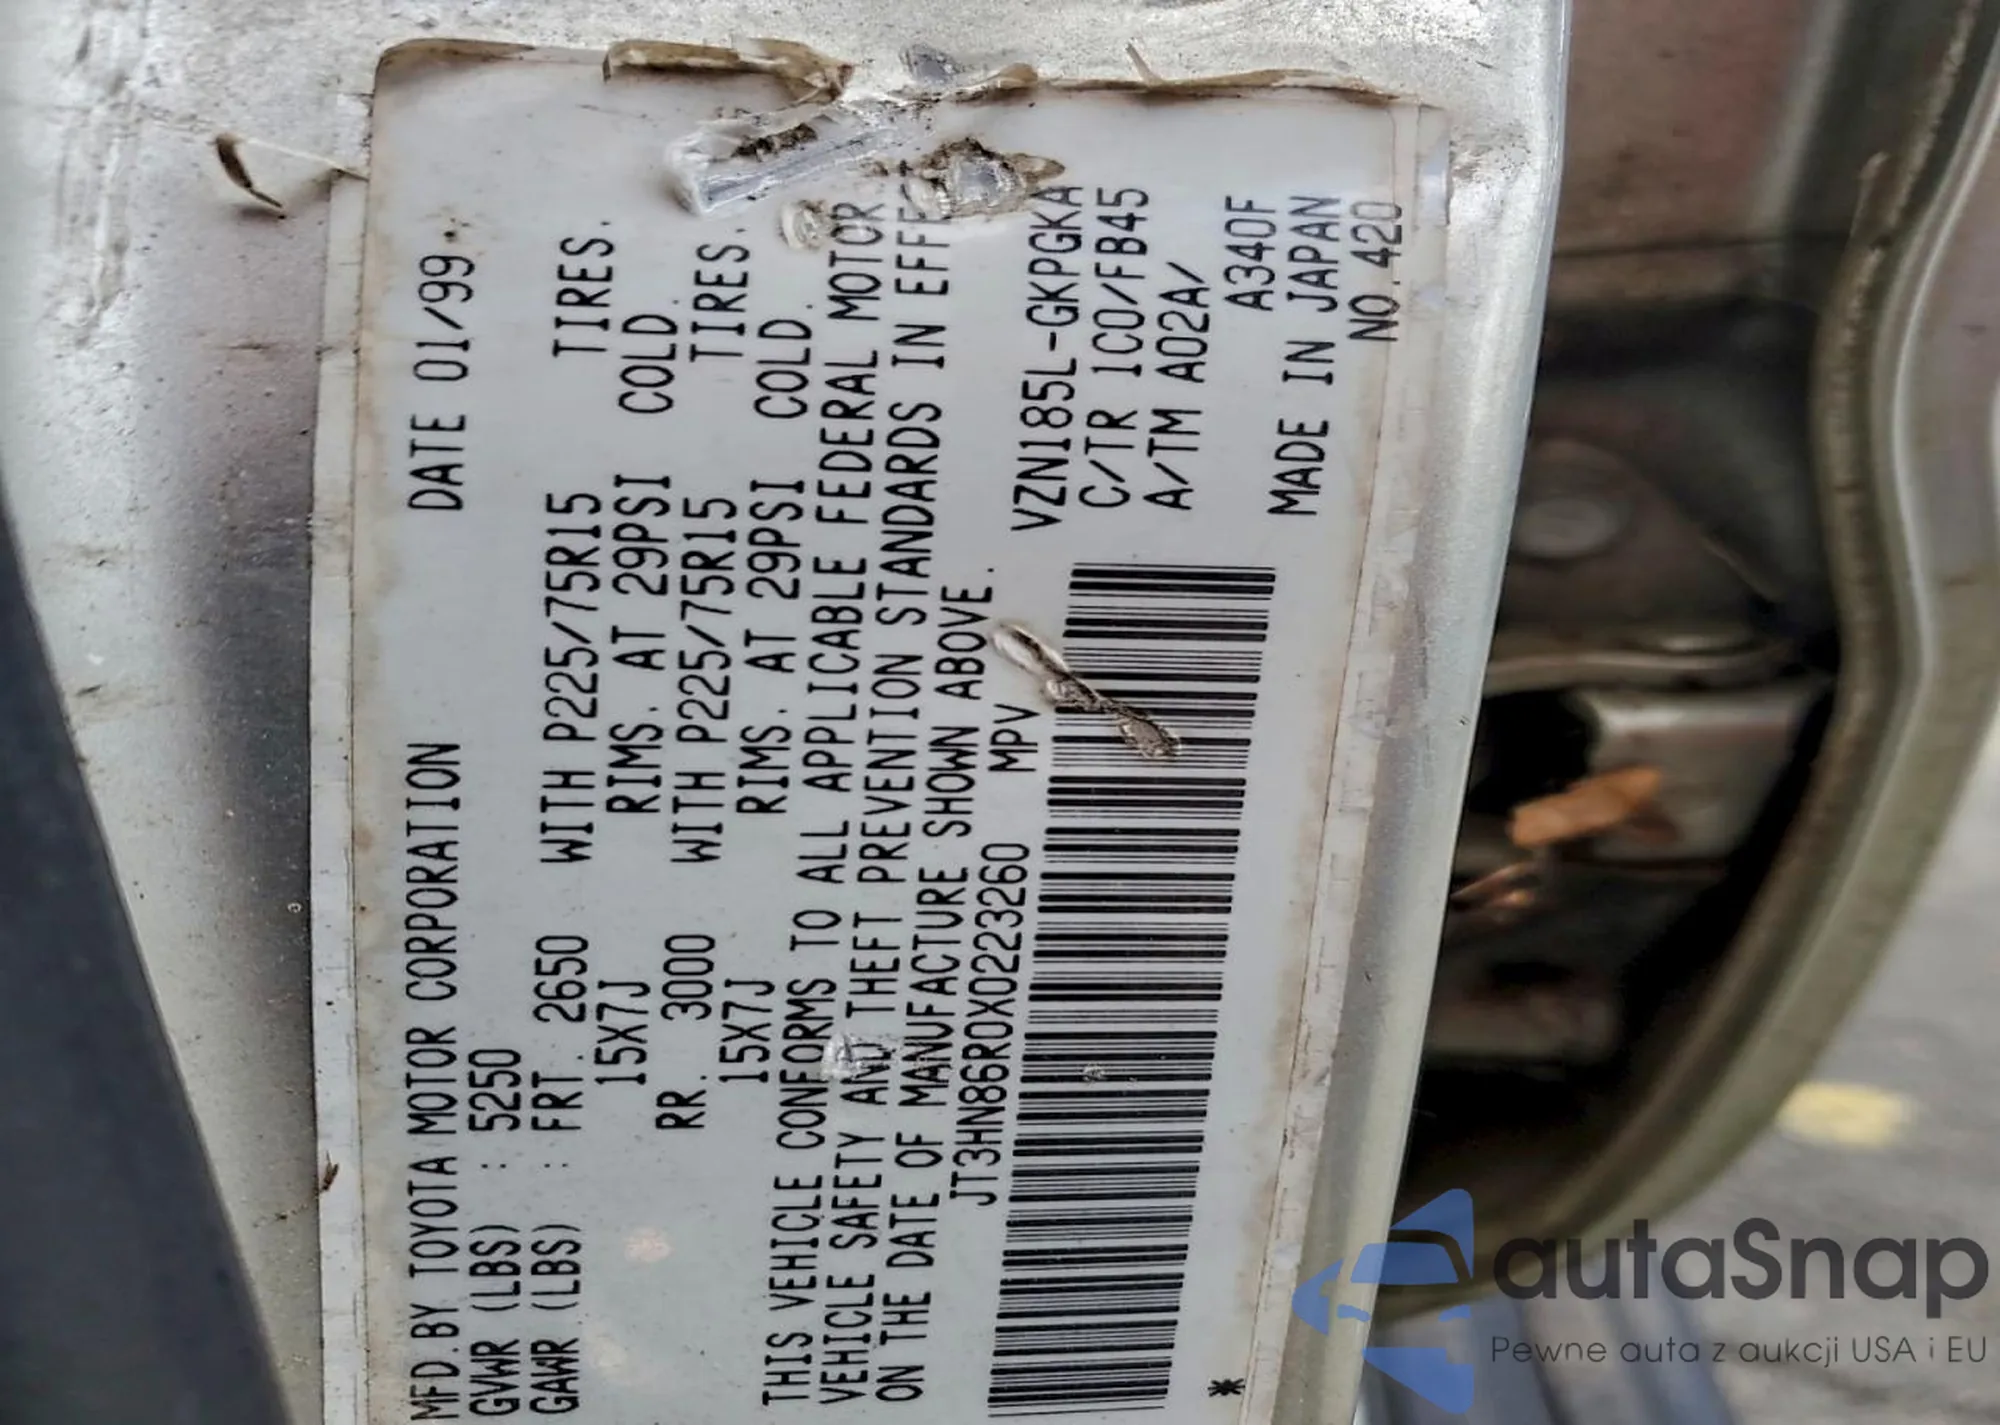 MFD.BY TOYOTA MOTOR CORPORATION DATE 01/99
GVWR (LBS) : 5250
GAWR (LBS) : FRT. 2650 WITH P225/75R15 TIRES.
15X7J RIMS. AT 29PSI COLD.
RR. 3000 WITH P225/75R15 TIRES.
15X7J RIMS. AT 29PSI COLD.
THIS VEHICLE CONFORMS TO ALL APPLICABLE FEDERAL MOTOR
VEHICLE SAFETY AND THEFT PREVENTION STANDARDS IN
ON THE DATE OF MANUFACTURE SHOWN ABOVE.
JT3HN86R0X0223260 MPV
VZN185L-GKPGKA
C/TR 1C0/FB45
A/TM A02A/
A340F
MADE IN JAPAN
* NO.420
autaSnap
Pewne auta z aukcji USA i EU